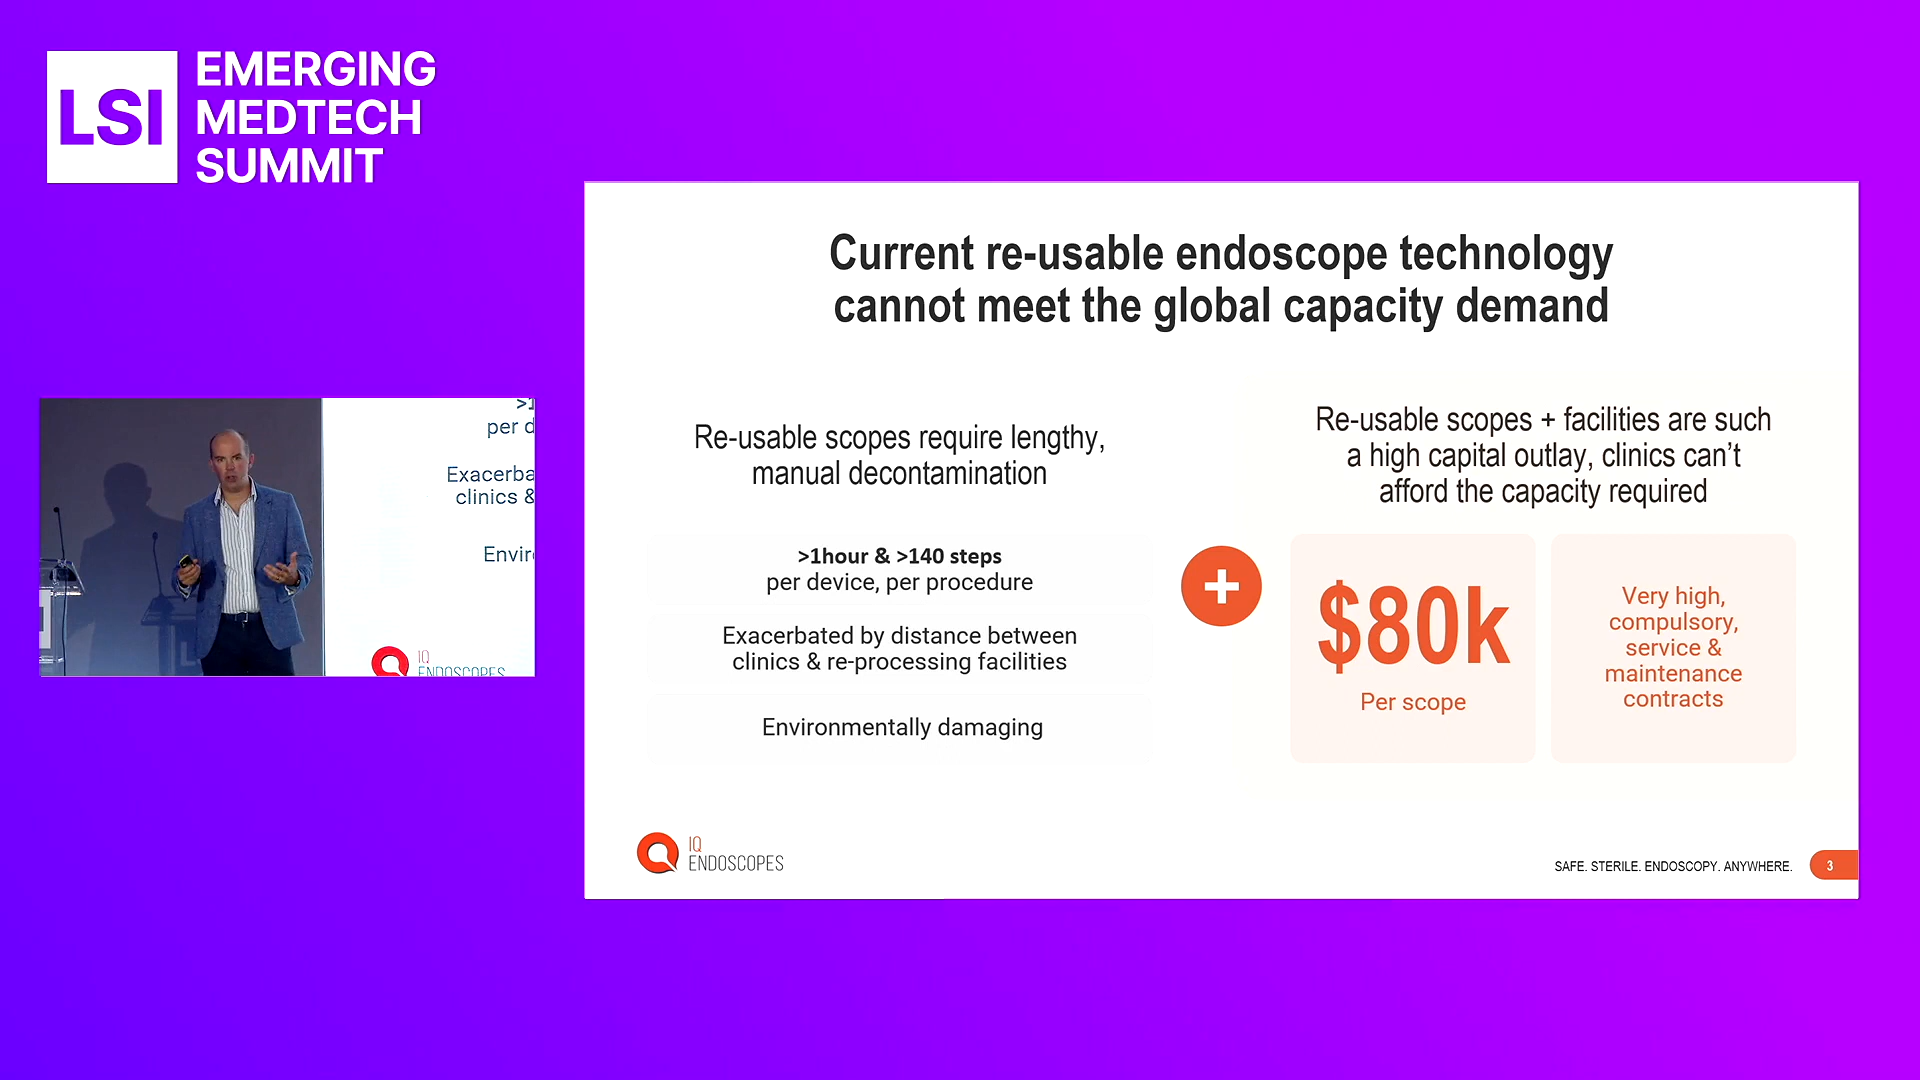 LSI
EMERGING
MEDTECH
SUMMIT
Current re-usable endoscope technology
cannot meet the global capacity demand
Re-usable scopes require lengthy,
manual decontamination
>1hour & >140 steps
per device, per procedure
Exacerbated by distance between
clinics & re-processing facilities
Environmentally damaging
+
Re-usable scopes + facilities are such
a high capital outlay, clinics can’t
afford the capacity required
$80k
Per scope
Very high,
compulsory,
service &
maintenance
contracts
IQ
ENDOSCOPES
SAFE. STERILE. ENDOSCOPY. ANYWHERE.
3
>1
per d
Exacerba
clinics &
Envir
IQ
ENDOSCOPES